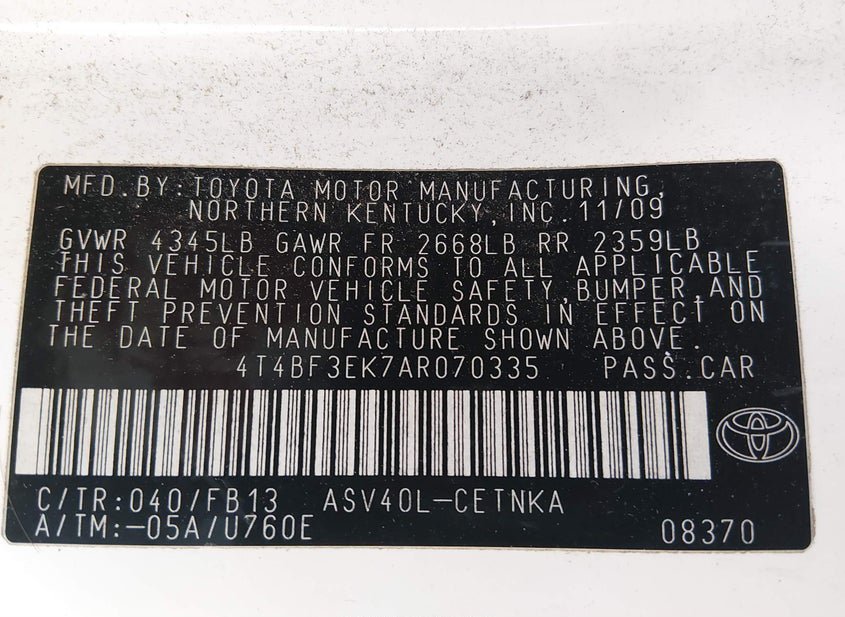 MFD.BY:TOYOTA MOTOR MANUFACTURING,
NORTHERN KENTUCKY,INC.11/09
GVWR 4345LB GAWR FR 2668LB RR 2359LB
THIS VEHICLE CONFORMS TO ALL APPLICABLE
FEDERAL MOTOR VEHICLE SAFETY,BUMPER,AND
THEFT PREVENTION STANDARDS IN EFFECT ON
THE DATE OF MANUFACTURE SHOWN ABOVE.
4T4BF3EK7AR070335 PASS.CAR
C/TR:040/FB13 ASV40L-CETNKA
A/TM:-05A/U760E 08370